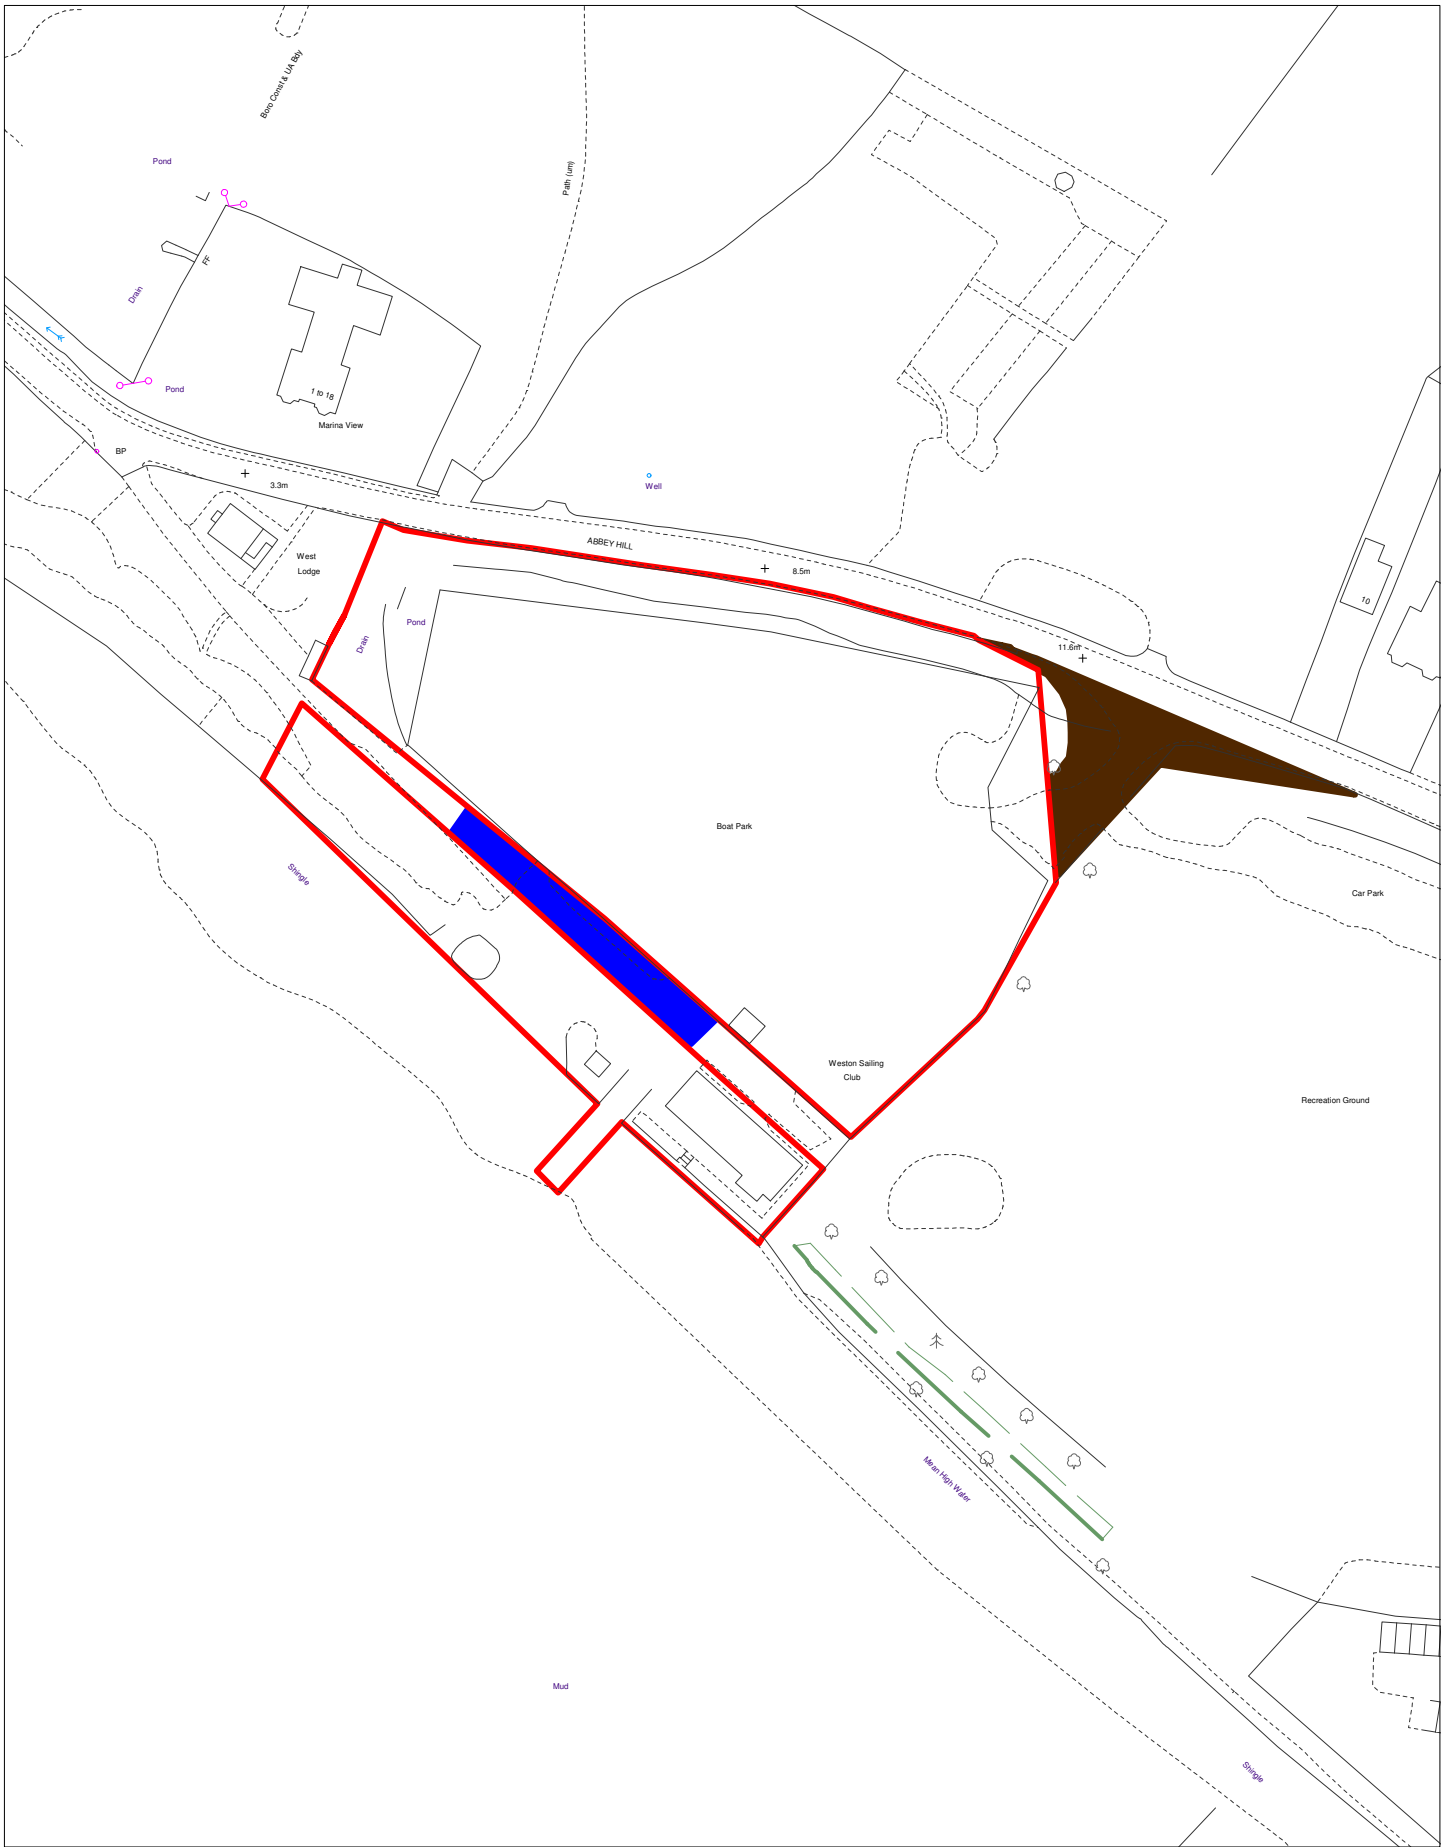 Boro Const & UA Bdy
Pond
Path (um)
FF
Drain
Pond
1 to 18
Marina View
BP
3.3m
Well
ABBEY HILL
8.5m
West
Lodge
10
Pond
Drain
11.6m
Boat Park
Shingle
Car Park
Weston Sailing
Club
Recreation Ground
Mean High Water
Mud
Shingle